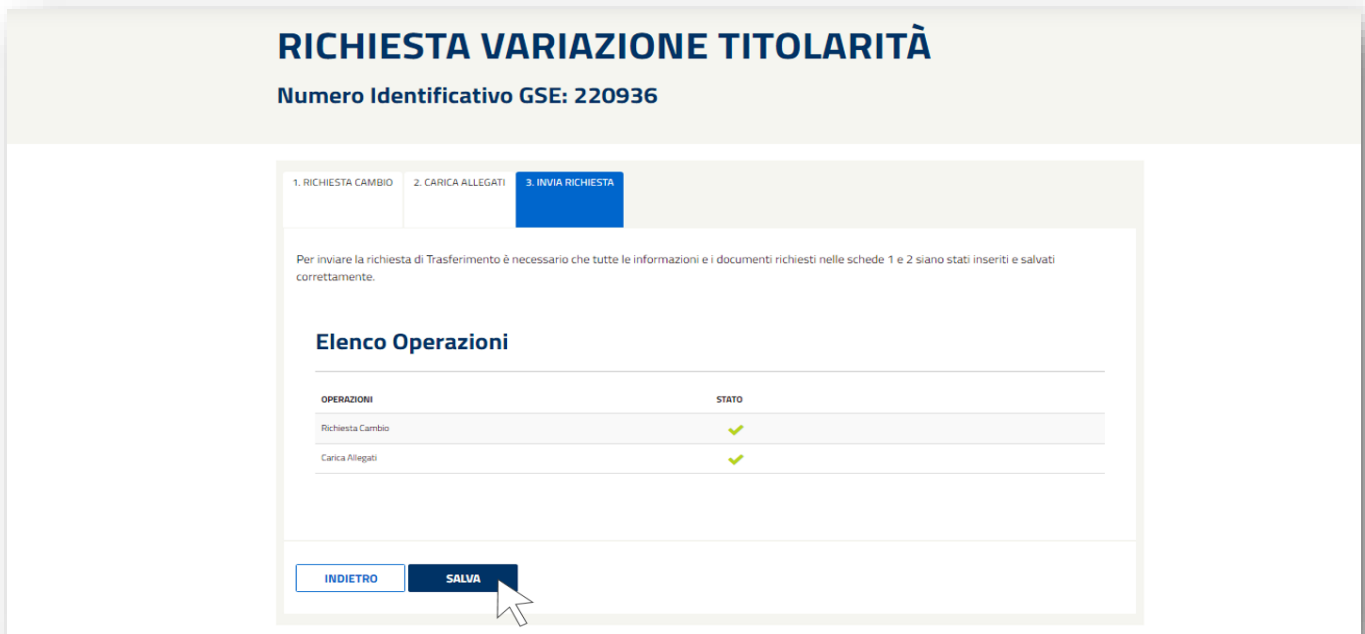 RICHIESTA VARIAZIONE TITOLARITÀ
Numero Identificativo GSE: 220936
1. RICHIESTA CAMBIO 2. CARICA ALLEGATI 3. INVIA RICHIESTA
Per inviare la richiesta di Trasferimento è necessario che tutte le informazioni e i documenti richiesti nelle schede 1 e 2 siano stati inseriti e salvati
correttamente.
Elenco Operazioni
OPERAZIONI STATO
Richiesta Cambio
Carica Allegati
INDIETRO SALVA